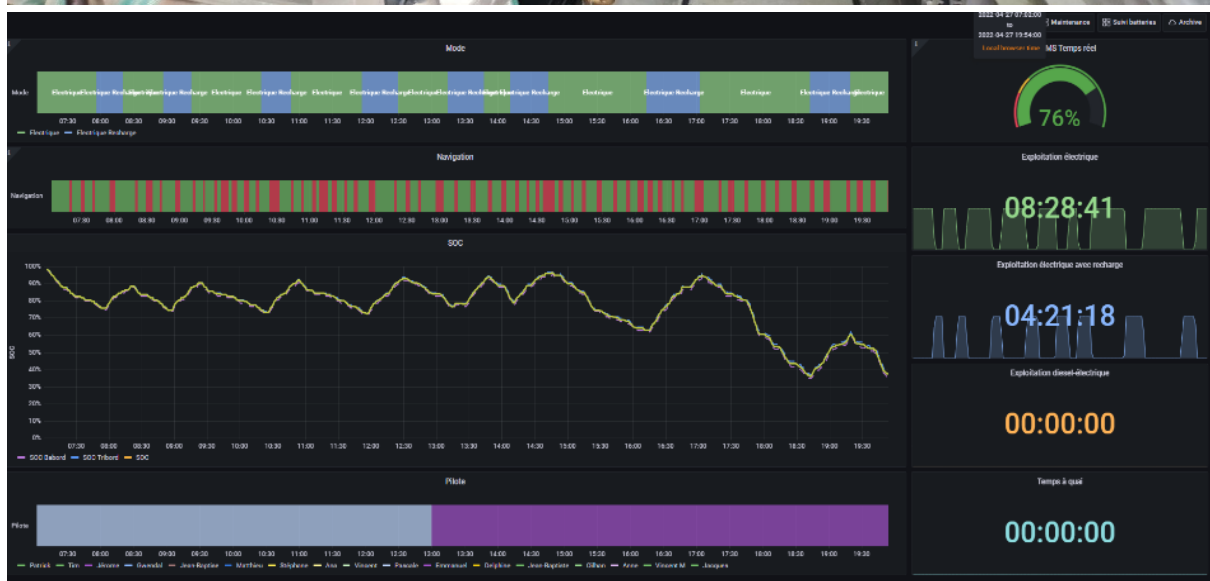 2022-04-27 07:02:00
to
2022-04-27 19:54:00
Local browser time
Maintenance
Suivi batteries
Archive
Mode
MS Temps réel
Mode
Electrique Recharge Electrique Electrique Recharge Electrique Electrique Recharge Electrique Electrique Recharge Electrique
07:30 08:00 08:30 09:00 09:30 10:00 10:30 11:00 11:30 12:00 12:30 13:00 13:30 14:00 14:30 15:00 15:30 16:00 16:30 17:00 17:30 18:00 18:30 19:00 19:30
Electrique Electrique Recharge
76%
Navigation
Exploitation électrique
Navigation
07:30 08:00 08:30 09:00 09:30 10:00 10:30 11:00 11:30 12:00 12:30 13:00 13:30 14:00 14:30 15:00 15:30 16:00 16:30 17:00 17:30 18:00 18:30 19:00 19:30
08:28:41
SOC
Exploitation électrique avec recharge
04:21:18
100%
90%
80%
70%
60%
50%
40%
30%
20%
10%
0%
SOC
07:30 08:00 08:30 09:00 09:30 10:00 10:30 11:00 11:30 12:00 12:30 13:00 13:30 14:00 14:30 15:00 15:30 16:00 16:30 17:00 17:30 18:00 18:30 19:00 19:30
SOC Babord SOC Tribord SOC
Exploitation diesel-électrique
00:00:00
Pilote
Temps à quai
Pilote
00:00:00
07:30 08:00 08:30 09:00 09:30 10:00 10:30 11:00 11:30 12:00 12:30 13:00 13:30 14:00 14:30 15:00 15:30 16:00 16:30 17:00 17:30 18:00 18:30 19:00 19:30
Patrick Tim Jérome Gwendal Jean-Baptise Matthieu Stéphane Ana Vincent Pascale Emmanuel Delphine Jean-Baptiste Gilban Anne Vincent M Jacques